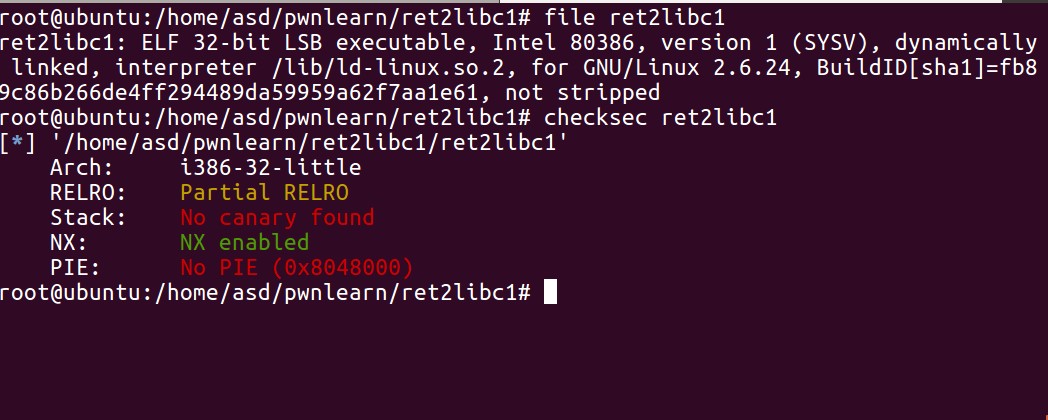 root@ubuntu:/home/asd/pwnlearn/ret2libc1# file ret2libc1
ret2libc1: ELF 32-bit LSB executable, Intel 80386, version 1 (SYSV), dynamically
 linked, interpreter /lib/ld-linux.so.2, for GNU/Linux 2.6.24, BuildID[sha1]=fb8
9c86b266de4ff294489da59959a62f7aa1e61, not stripped
root@ubuntu:/home/asd/pwnlearn/ret2libc1# checksec ret2libc1
[*] '/home/asd/pwnlearn/ret2libc1/ret2libc1'
    Arch:     i386-32-little
    RELRO:    Partial RELRO
    Stack:    No canary found
    NX:       NX enabled
    PIE:      No PIE (0x8048000)
root@ubuntu:/home/asd/pwnlearn/ret2libc1#